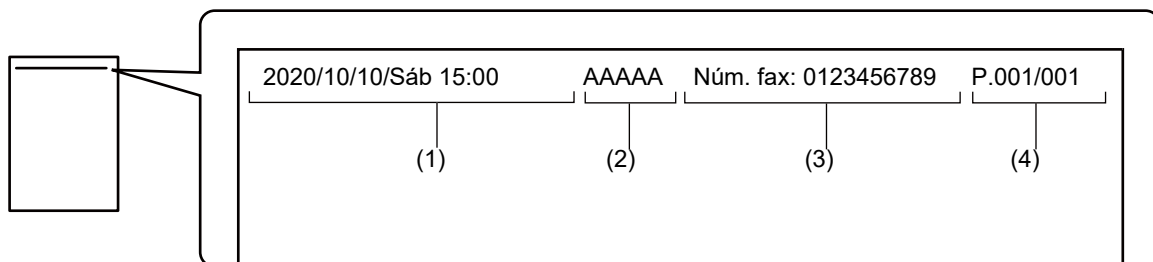 2020/10/10/Sáb 15:00 AAAAA Núm. fax: 0123456789 P.001/001
(1) (2) (3) (4)